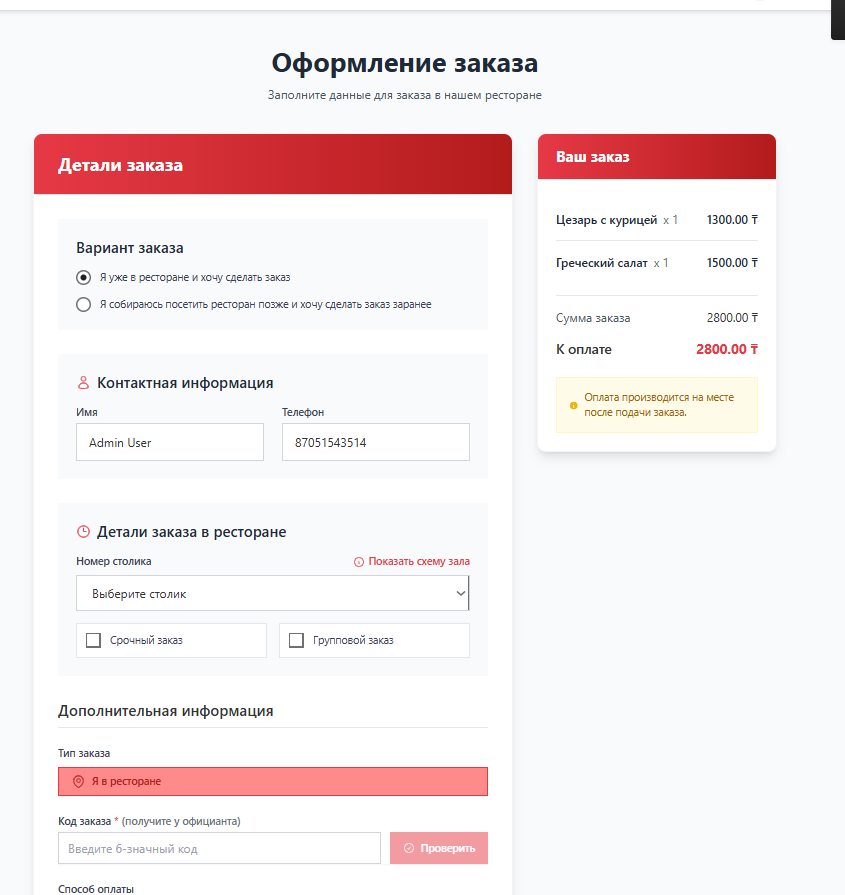 Оформление заказа
Заполните данные для заказа в нашем ресторане
Детали заказа
Вариант заказа
Я уже в ресторане и хочу сделать заказ
Я собираюсь посетить ресторан позже и хочу сделать заказ заранее
Контактная информация
Имя
Телефон
Admin User
87051543514
Детали заказа в ресторане
Номер столика
Показать схему зала
Выберите столик
Срочный заказ
Групповой заказ
Дополнительная информация
Тип заказа
Я в ресторане
Код заказа * (получите у официанта)
Введите 6-значный код
Проверить
Способ оплаты
Ваш заказ
Цезарь с курицей x 1 1300.00 ₸
Греческий салат x 1 1500.00 ₸
Сумма заказа 2800.00 ₸
К оплате 2800.00 ₸
Оплата производится на месте
после подачи заказа.